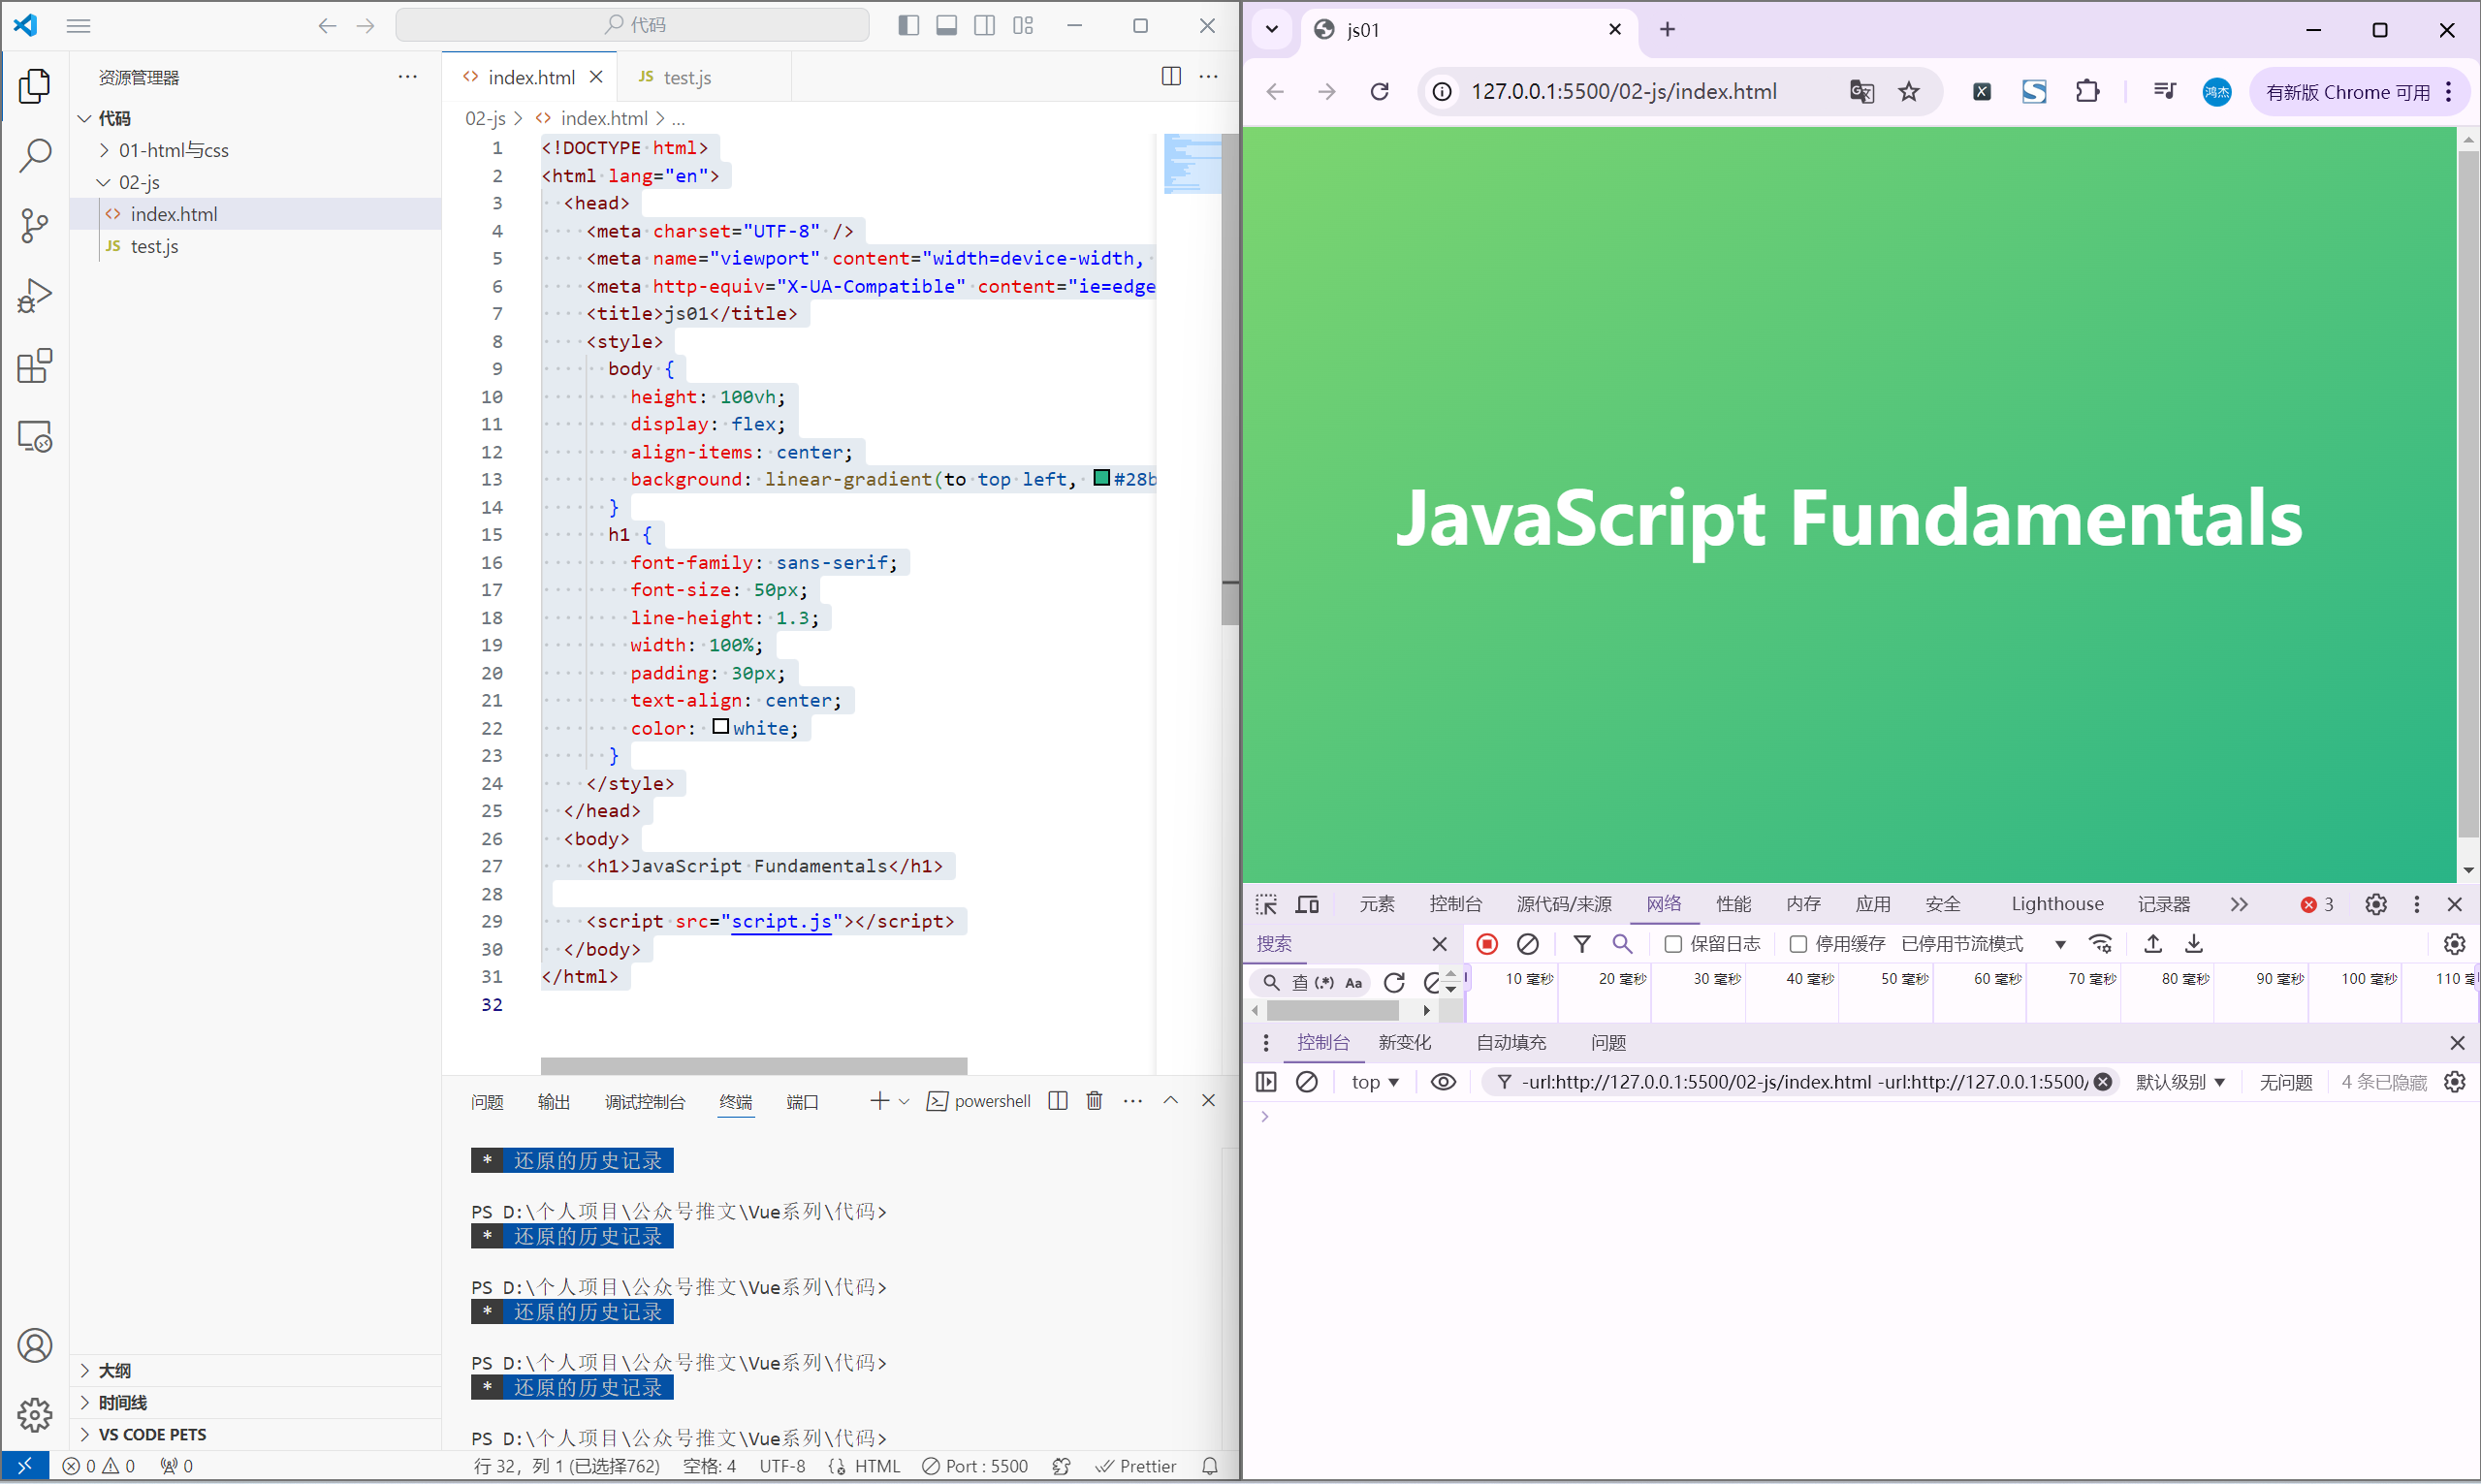 代码
资源管理器
代码
01-html与css
02-js
index.html
test.js
大纲
时间线
VS CODE PETS
index.html
JS test.js
02-js > index.html > ...
1 <!DOCTYPE html>
2 <html lang="en">
3 <head>
4 <meta charset="UTF-8" />
5 <meta name="viewport" content="width=device-width,
6 <meta http-equiv="X-UA-Compatible" content="ie=edge
7 <title>js01</title>
8 <style>
9 body {
10 height: 100vh;
11 display: flex;
12 align-items: center;
13 background: linear-gradient(to top left, #28b
14 }
15 h1 {
16 font-family: sans-serif;
17 font-size: 50px;
18 line-height: 1.3;
19 width: 100%;
20 padding: 30px;
21 text-align: center;
22 color: white;
23 }
24 </style>
25 </head>
26 <body>
27 <h1>JavaScript Fundamentals</h1>
28
29 <script src="script.js"></script>
30 </body>
31 </html>
32
问题 输出 调试控制台 终端 端口 powershell
* 还原的历史记录
PS D:\个人项目\公众号推文\Vue系列\代码>
* 还原的历史记录
PS D:\个人项目\公众号推文\Vue系列\代码>
* 还原的历史记录
PS D:\个人项目\公众号推文\Vue系列\代码>
* 还原的历史记录
PS D:\个人项目\公众号推文\Vue系列\代码>
0 0 0 行 32, 列 1 (已选择762) 空格: 4 UTF-8 HTML Port : 5500 Prettier
js01
127.0.0.1:5500/02-js/index.html 鸿杰 有新版 Chrome 可用
JavaScript Fundamentals
元素 控制台 源代码/来源 网络 性能 内存 应用 安全 Lighthouse 记录器 3
搜索 保留日志 停用缓存 已停用节流模式
查 (.*) Aa 10 毫秒 20 毫秒 30 毫秒 40 毫秒 50 毫秒 60 毫秒 70 毫秒 80 毫秒 90 毫秒 100 毫秒 110
控制台 新变化 自动填充 问题
top -url:http://127.0.0.1:5500/02-js/index.html -url:http://127.0.0.1:5500/ 默认级别 无问题 4 条已隐藏